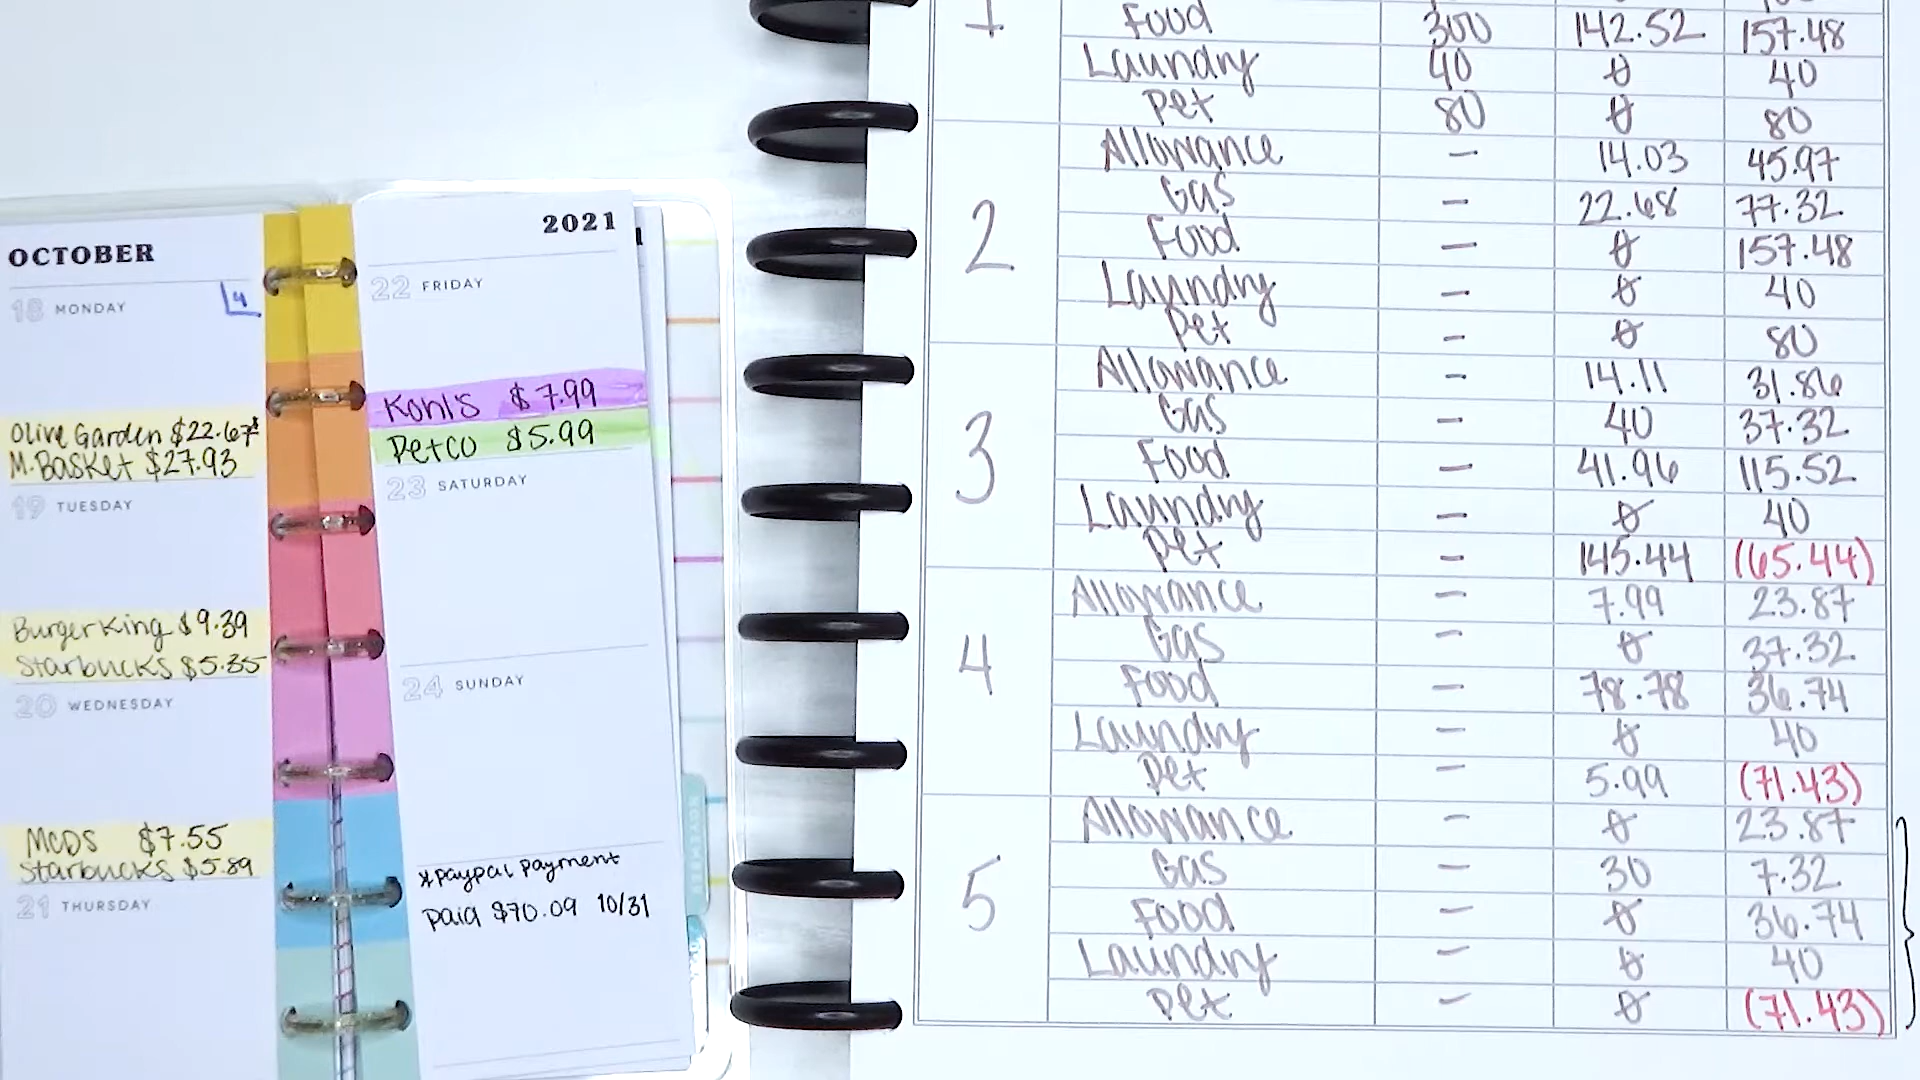 OCTOBER
18 MONDAY
4
Olive Garden $22.67
M. Basket $27.93
19 TUESDAY
Burger King $9.39
Starbucks $5.35
20 WEDNESDAY
MCDS $7.55
Starbucks $5.89
21 THURSDAY
2021
22 FRIDAY
Kohl's $7.99
Petco $5.99
23 SATURDAY
24 SUNDAY
*paypal payment
paid $70.09 10/31
NOVEMBER
1
Food 300 142.52 157.48
Laundry 40 0 40
Pet 80 0 80
2
Allowance - 14.03 45.97
Gas - 22.68 77.32
Food - 0 157.48
Laundry - 0 40
Pet - 0 80
3
Allowance - 14.11 31.86
Gas - 40 37.32
Food - 41.96 115.52
Laundry - 0 40
Pet - 145.44 (65.44)
4
Allowance - 7.99 23.87
Gas - 0 37.32
Food - 78.78 36.74
Laundry - 0 40
Pet - 5.99 (71.43)
5
Allowance - 0 23.87
Gas - 30 7.32
Food - 0 36.74
Laundry - 0 40
Pet - 0 (71.43)